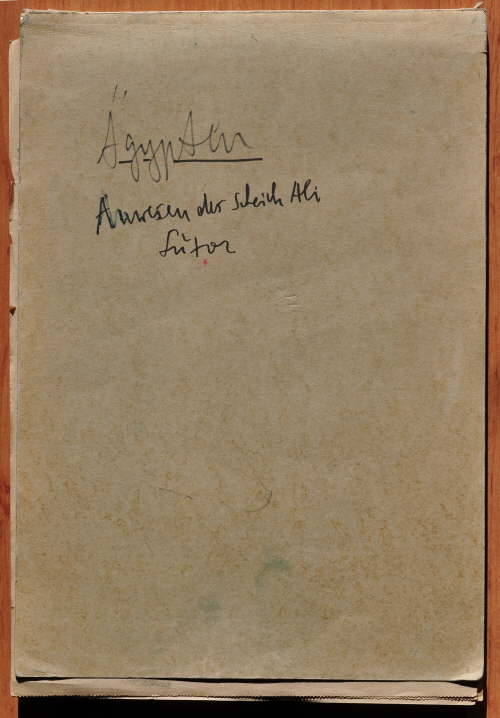 Ägypten
Anwesen der Scheich Ali